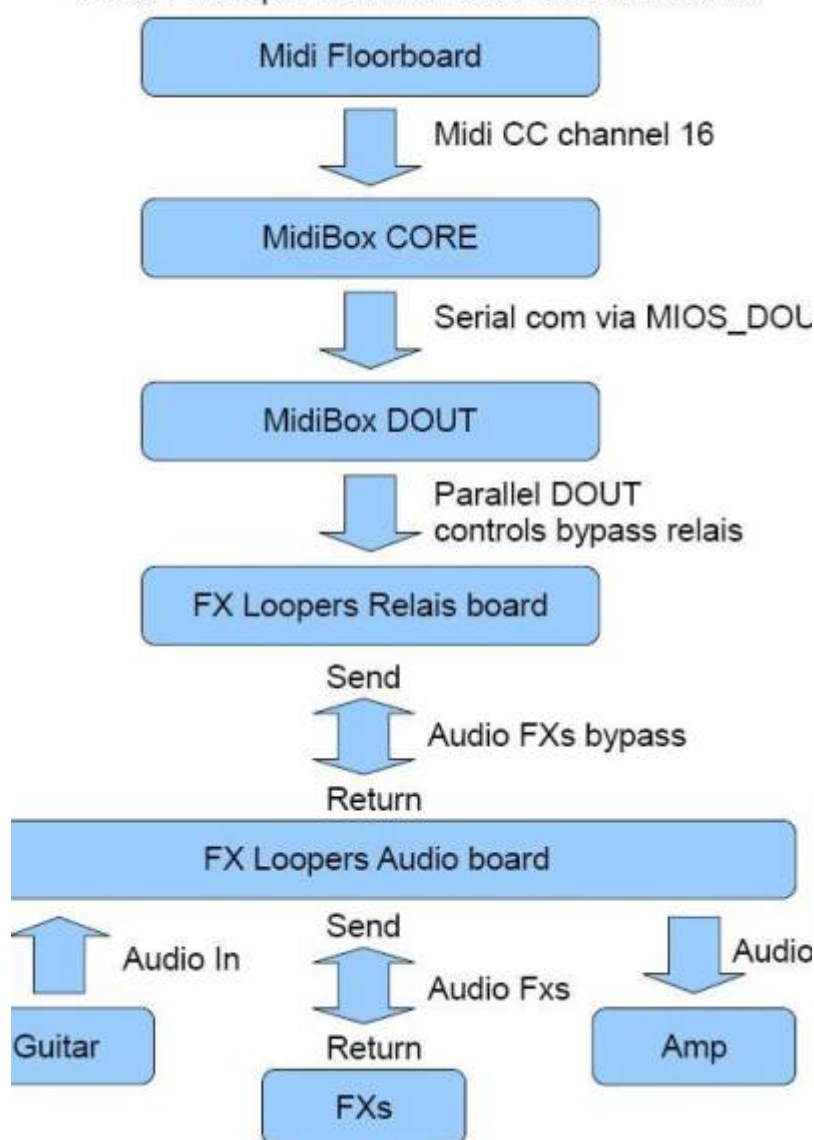 Midi Floorboard
Midi CC channel 16
MidiBox CORE
Serial com via MIOS_DOU
MidiBox DOUT
Parallel DOUT
controls bypass relais
FX Loopers Relais board
Send
Audio FXs bypass
Return
FX Loopers Audio board
Audio In
Send
Audio Fxs
Return
Audio
Guitar
FXs
Amp